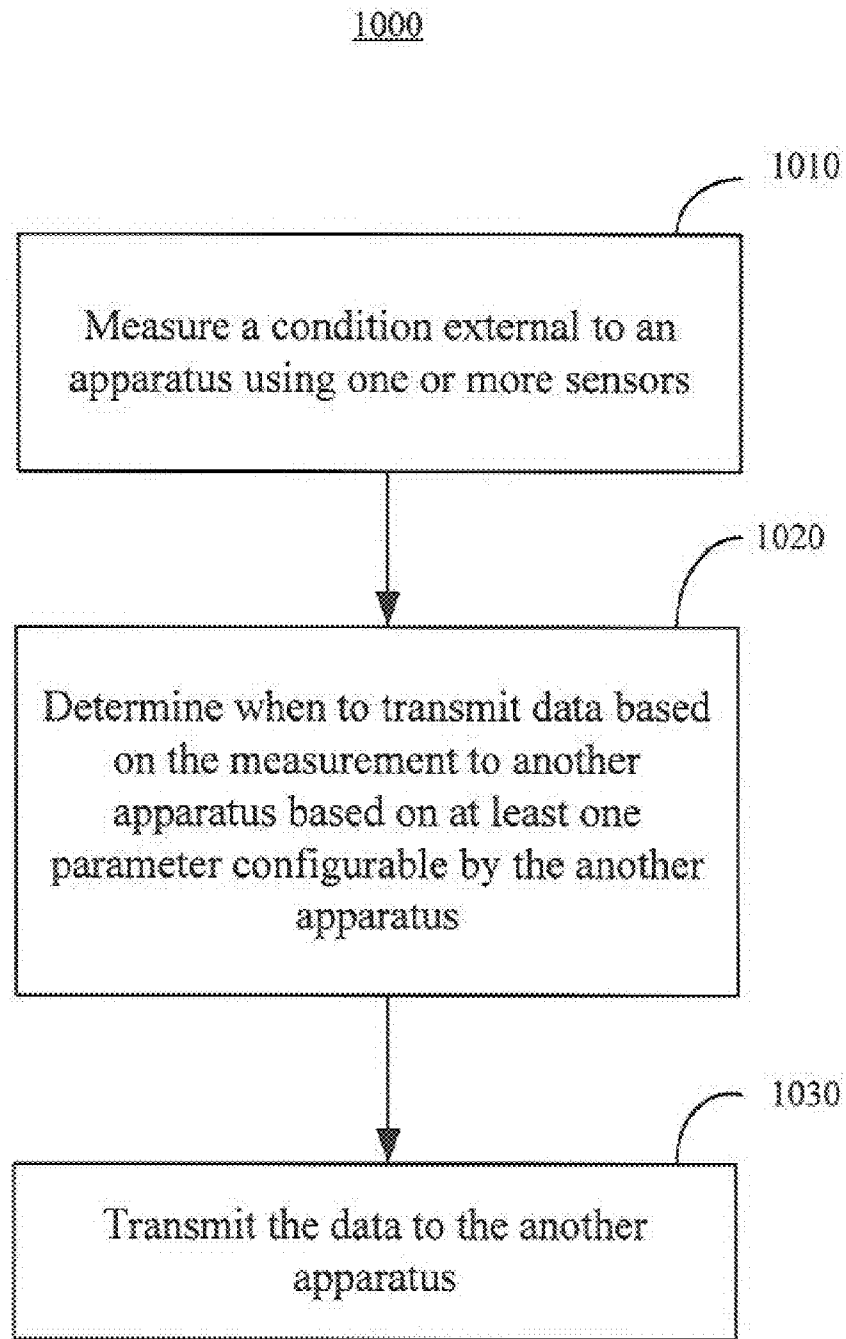 1000
1010
Measure a condition external to an
apparatus using one or more sensors
1020
Determine when to transmit data based
on the measurement to another
apparatus based on at least one
parameter configurable by the another
apparatus
1030
Transmit the data to the another
apparatus